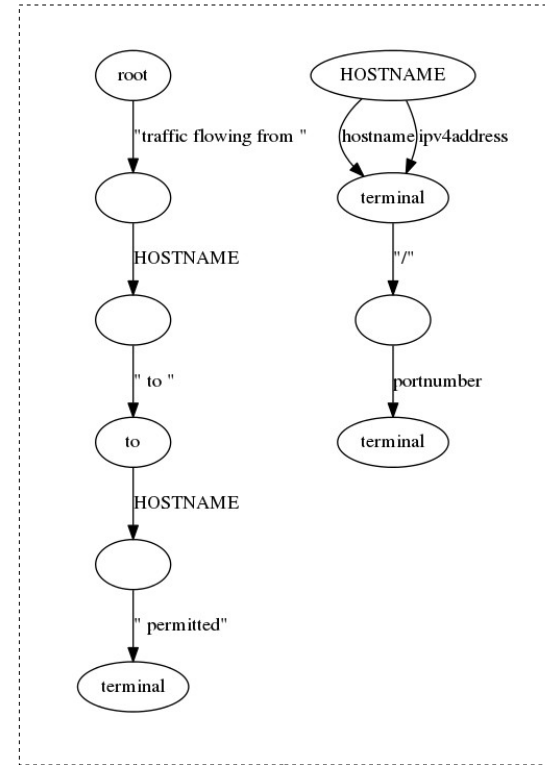 root
"traffic flowing from "
HOSTNAME
" to "
to
HOSTNAME
" permitted"
terminal
HOSTNAME
hostname ipv4address
terminal
"/"
portnumber
terminal